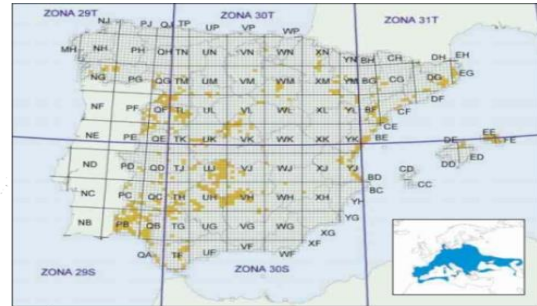 ZONA 29T ZONA 30T ZONA 31T
NJ PJ QJ TP UP VP WP
MH NH PH QH TN UN VN WN XN YN BH CH DH EH
NG PG QG TM UM VM WM XM YM BG CG DG EG
NF PF QF TL UL VL WL XL YL BF CF DF
NE PE QE TK UK VK WK XK YK BE CE
ND PD QD TJ UJ VJ WJ XJ YJ BD CD DD ED DE EE FE
NC PC QC TH UH VH WH XH YH BC CC
NB PB QB TG UG VG WG XG YG
QA TF UF VF WF XF XG
ZONA 29S ZONA 30S